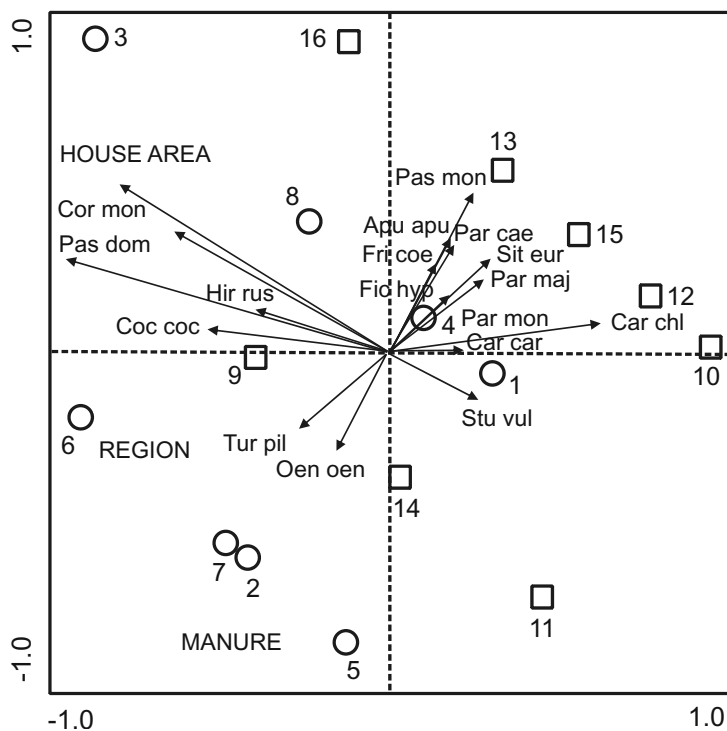 1.0
3
16
13
HOUSE AREA
Pas mon
8
Cor mon
Apu apu
Par cae
15
Pas dom
Fri coe
Sit eur
Hir rus
Fic hyp
Par maj
12
Coc coc
4
Par mon
Car chl
Car car
9
1
10
6
Stu vul
REGION
Tur pil
Oen oen
14
7
2
11
MANURE
5
-1.0
-1.0
1.0